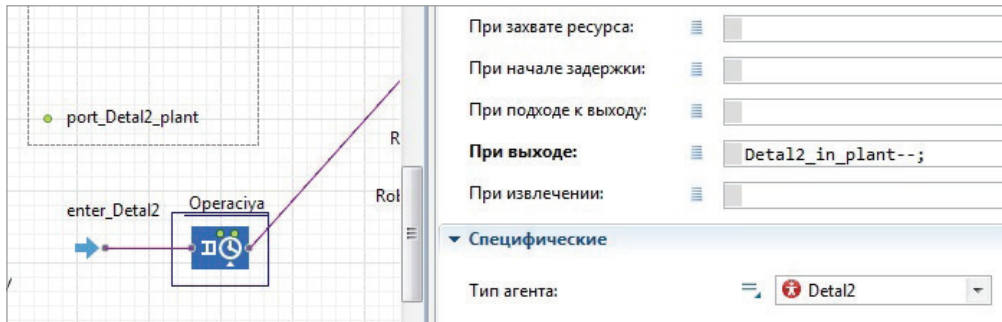 port_Detal2_plant
R
enter_Detal2
Operaciya
Rol
При захвате ресурса:
При начале задержки:
При подходе к выходу:
При выходе: Detal2_in_plant--;
При извлечении:
Специфические
Тип агента: Detal2